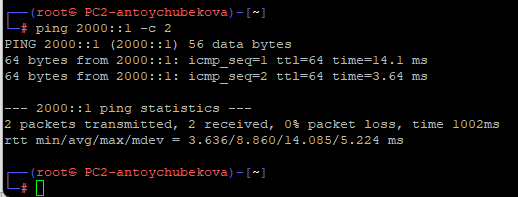 ┌──(root㉿ PC2-antoychubekova)-[~]
└─# ping 2000::1 -c 2
PING 2000::1 (2000::1) 56 data bytes
64 bytes from 2000::1: icmp_seq=1 ttl=64 time=14.1 ms
64 bytes from 2000::1: icmp_seq=2 ttl=64 time=3.64 ms
--- 2000::1 ping statistics ---
2 packets transmitted, 2 received, 0% packet loss, time 1002ms
rtt min/avg/max/mdev = 3.636/8.860/14.085/5.224 ms
┌──(root㉿ PC2-antoychubekova)-[~]
└─#